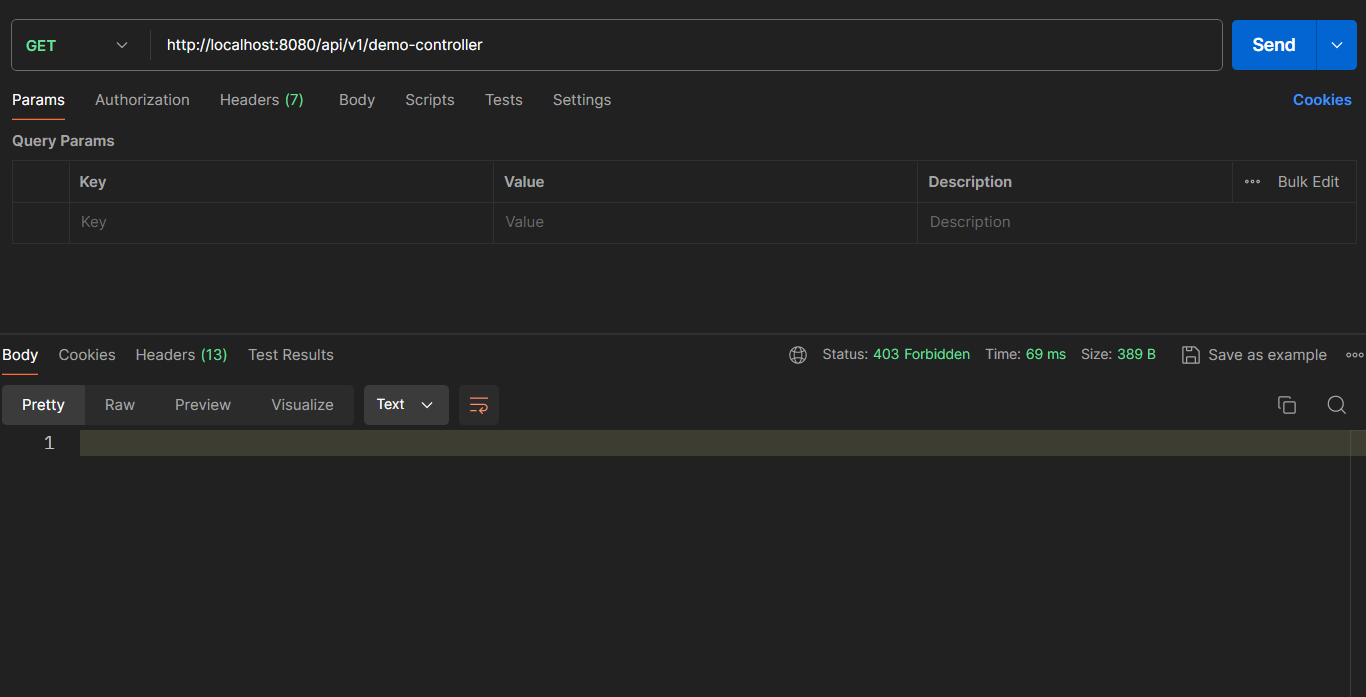 GET http://localhost:8080/api/v1/demo-controller Send
Params Authorization Headers (7) Body Scripts Tests Settings Cookies
Query Params
Key Value Description Bulk Edit
Key Value Description
Body Cookies Headers (13) Test Results Status: 403 Forbidden Time: 69 ms Size: 389 B Save as example
Pretty Raw Preview Visualize Text
1